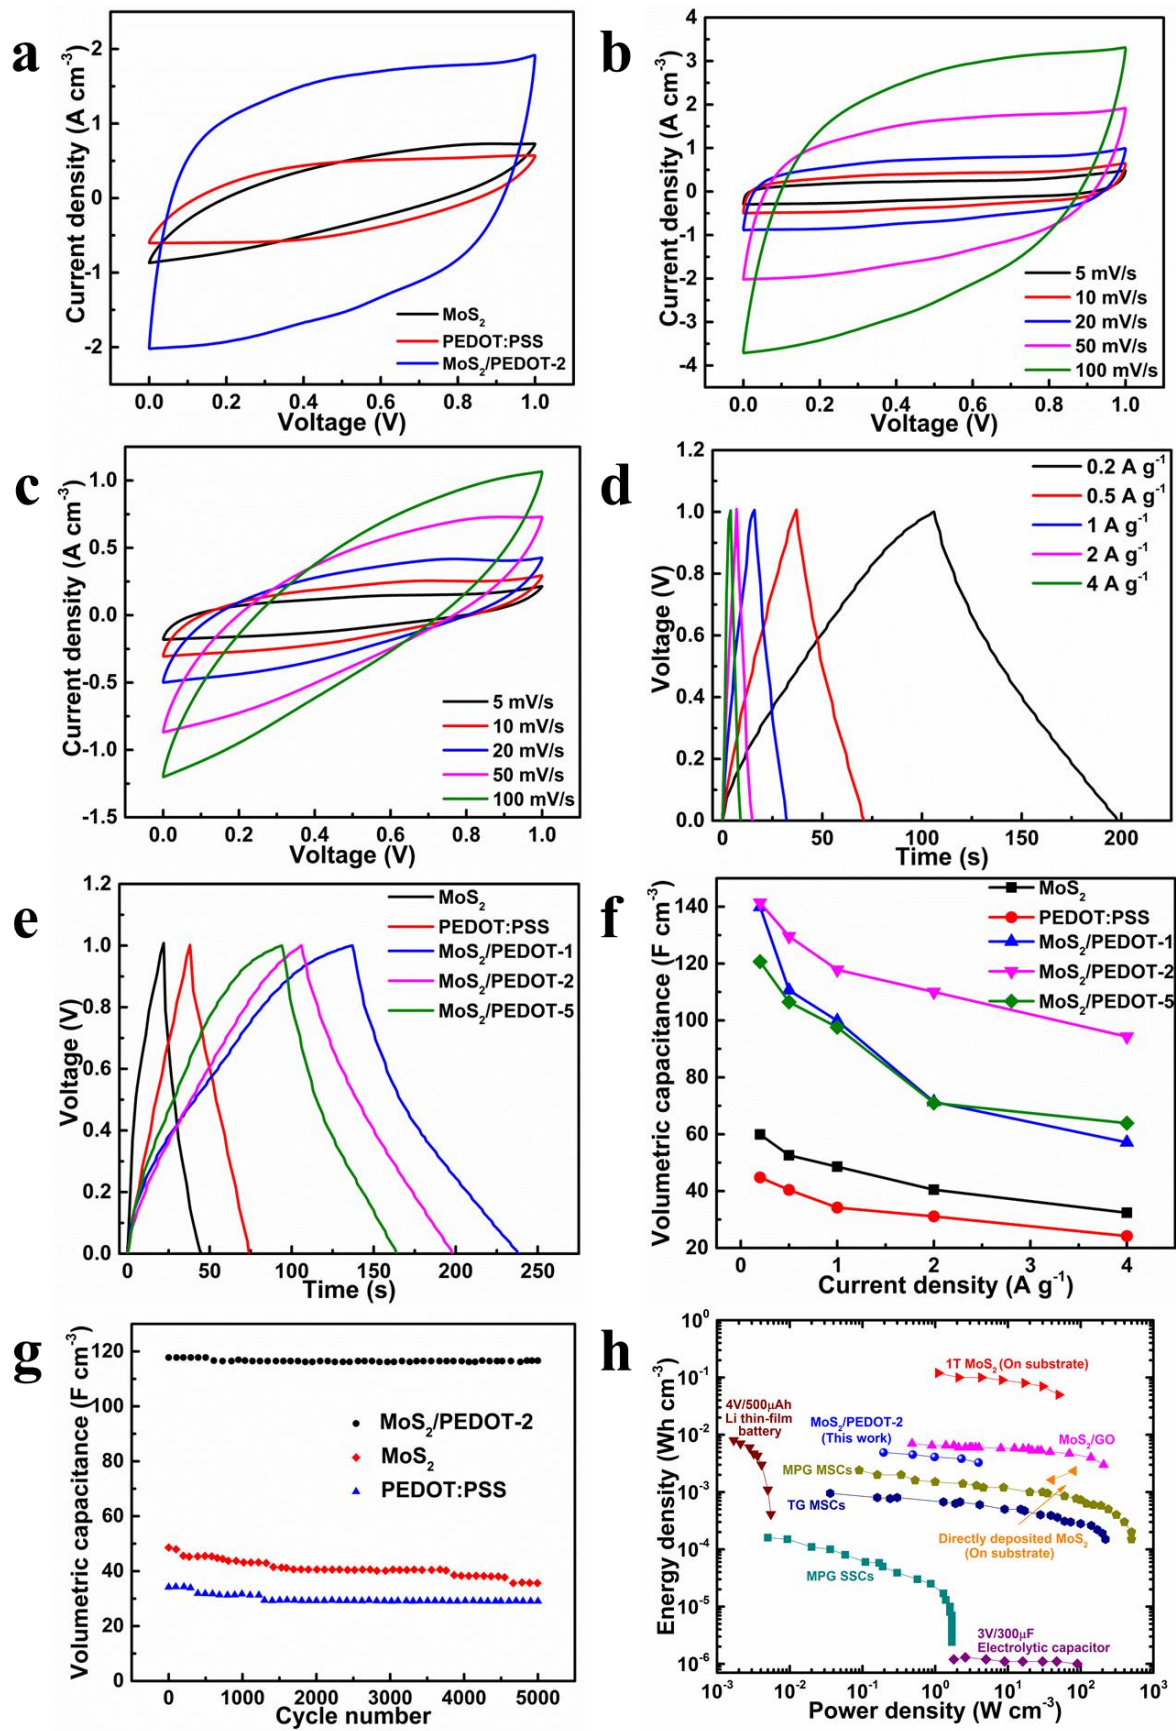 a
Current density (A cm⁻³)
2
1
0
-1
-2
MoS₂
PEDOT:PSS
MoS₂/PEDOT-2
0.0 0.2 0.4 0.6 0.8 1.0
Voltage (V)
b
Current density (A cm⁻³)
4
3
2
1
0
-1
-2
-3
-4
5 mV/s
10 mV/s
20 mV/s
50 mV/s
100 mV/s
0.0 0.2 0.4 0.6 0.8 1.0
Voltage (V)
c
Current density (A cm⁻³)
1.0
0.5
0.0
-0.5
-1.0
-1.5
5 mV/s
10 mV/s
20 mV/s
50 mV/s
100 mV/s
0.0 0.2 0.4 0.6 0.8 1.0
Voltage (V)
d
Voltage (V)
1.2
1.0
0.8
0.6
0.4
0.2
0.0
0.2 A g⁻¹
0.5 A g⁻¹
1 A g⁻¹
2 A g⁻¹
4 A g⁻¹
0 50 100 150 200
Time (s)
e
Voltage (V)
1.2
1.0
0.8
0.6
0.4
0.2
0.0
MoS₂
PEDOT:PSS
MoS₂/PEDOT-1
MoS₂/PEDOT-2
MoS₂/PEDOT-5
0 50 100 150 200 250
Time (s)
f
Volumetric capacitance (F cm⁻³)
140
120
100
80
60
40
20
MoS₂
PEDOT:PSS
MoS₂/PEDOT-1
MoS₂/PEDOT-2
MoS₂/PEDOT-5
0 1 2 3 4
Current density (A g⁻¹)
g
Volumetric capacitance (F cm⁻³)
120
100
80
60
40
20
0
MoS₂/PEDOT-2
MoS₂
PEDOT:PSS
0 1000 2000 3000 4000 5000
Cycle number
h
Energy density (Wh cm⁻³)
10⁰
10⁻¹
10⁻²
10⁻³
10⁻⁴
10⁻⁵
10⁻⁶
1T MoS₂ (On substrate)
4V/500μAh
Li thin-film
battery
MoS₂/PEDOT-2
(This work)
MoS₂/GO
MPG MSCs
TG MSCs
Directly deposited MoS₂
(On substrate)
MPG SSCs
3V/300μF
Electrolytic capacitor
10⁻³ 10⁻² 10⁻¹ 10⁰ 10¹ 10² 10³
Power density (W cm⁻³)